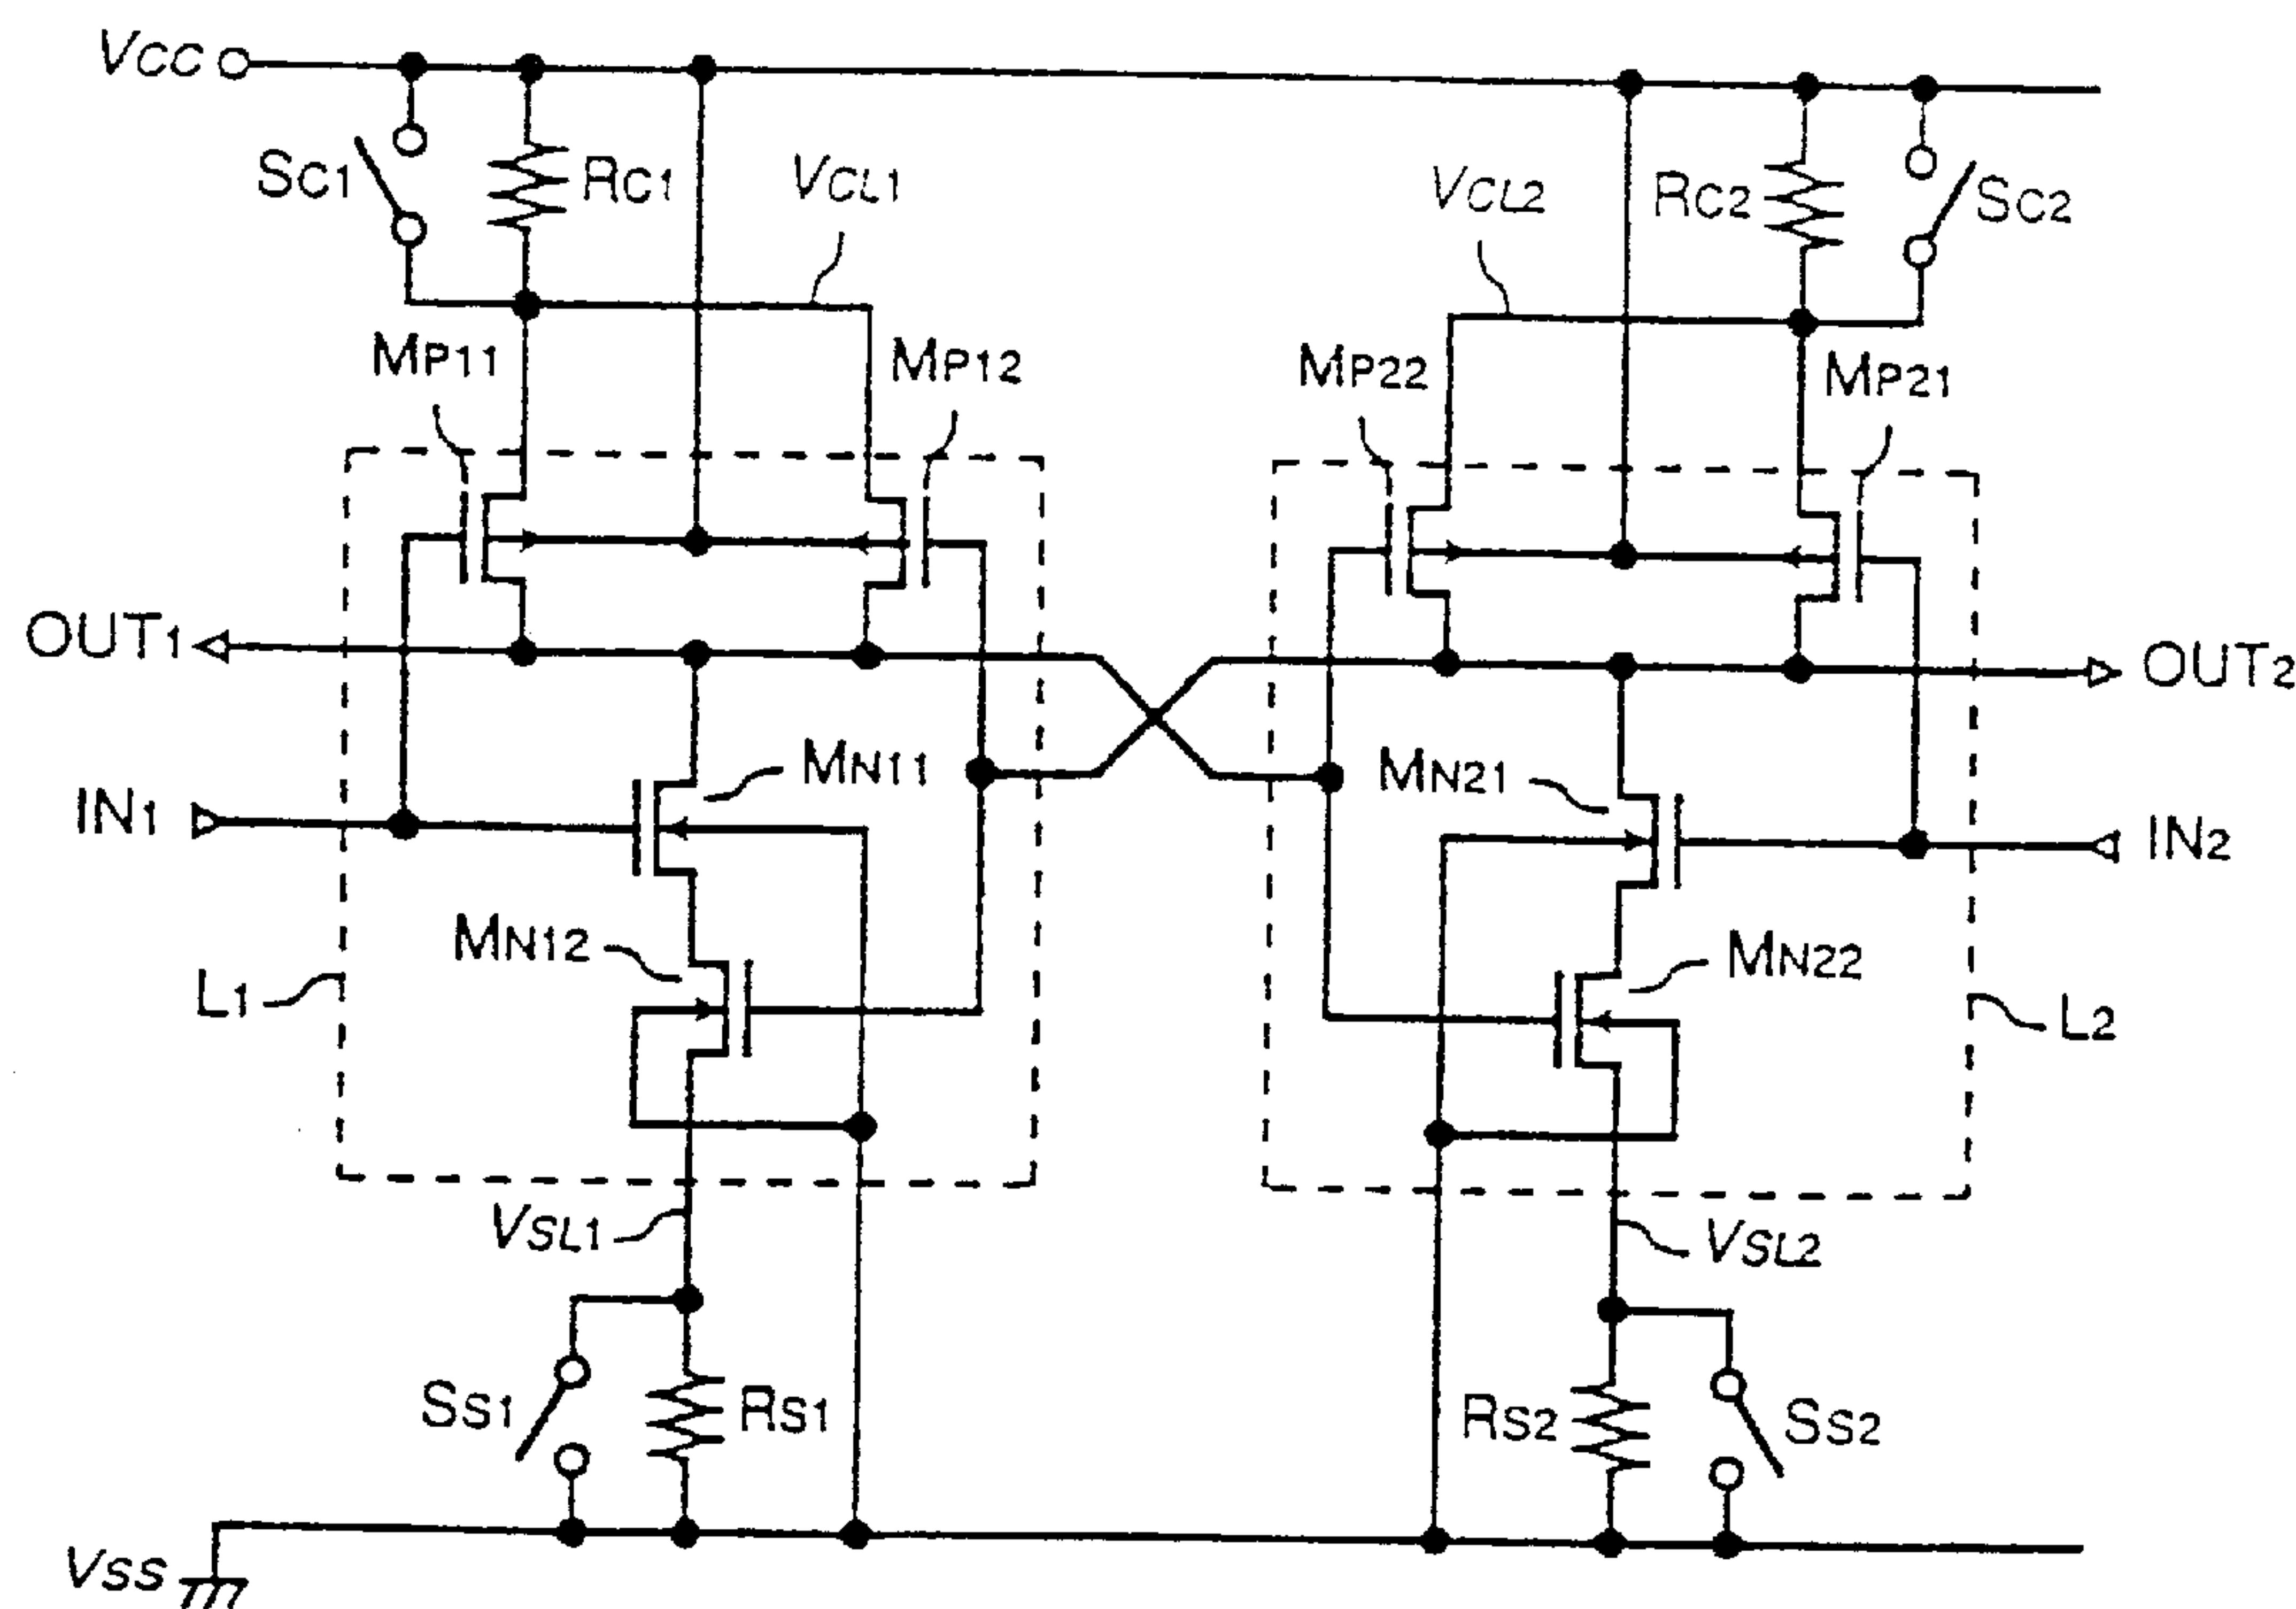 VCC
SC1
RC1
VCL1
VCL2
RC2
SC2
MP11
MP12
MP22
MP21
OUT1
OUT2
MN11
MN21
IN1
IN2
MN12
MN22
L1
L2
VSL1
VSL2
SS1
RS1
RS2
SS2
VSS